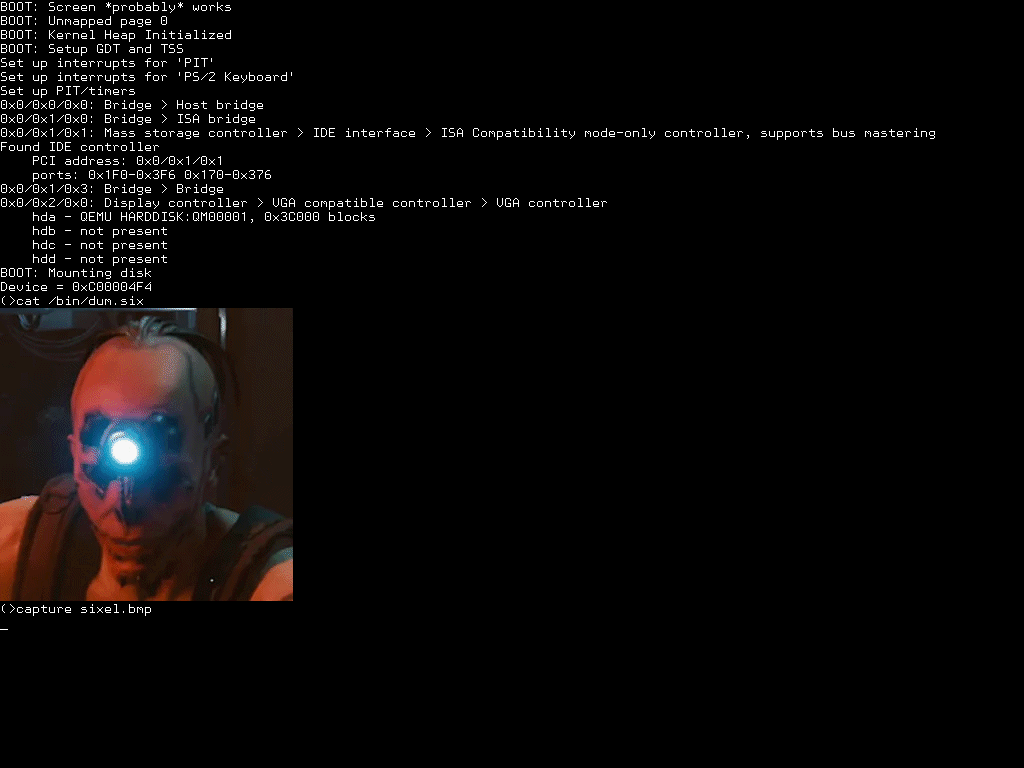 BOOT: Screen *probably* works
BOOT: Unmapped page 0
BOOT: Kernel Heap Initialized
BOOT: Setup GDT and TSS
Set up interrupts for 'PIT'
Set up interrupts for 'PS/2 Keyboard'
Set up PIT/timers
0x0/0x0/0x0: Bridge > Host bridge
0x0/0x1/0x0: Bridge > ISA bridge
0x0/0x1/0x1: Mass storage controller > IDE interface > ISA Compatibility mode-only controller, supports bus mastering
Found IDE controller
    PCI address: 0x0/0x1/0x1
    ports: 0x1F0-0x3F6 0x170-0x376
0x0/0x1/0x3: Bridge > Bridge
0x0/0x2/0x0: Display controller > VGA compatible controller > VGA controller
    hda - QEMU HARDDISK:QM00001, 0x3C000 blocks
    hdb - not present
    hdc - not present
    hdd - not present
BOOT: Mounting disk
Device = 0xC00004F4
()>cat /bin/dum.six
()>capture sixel.bmp
_